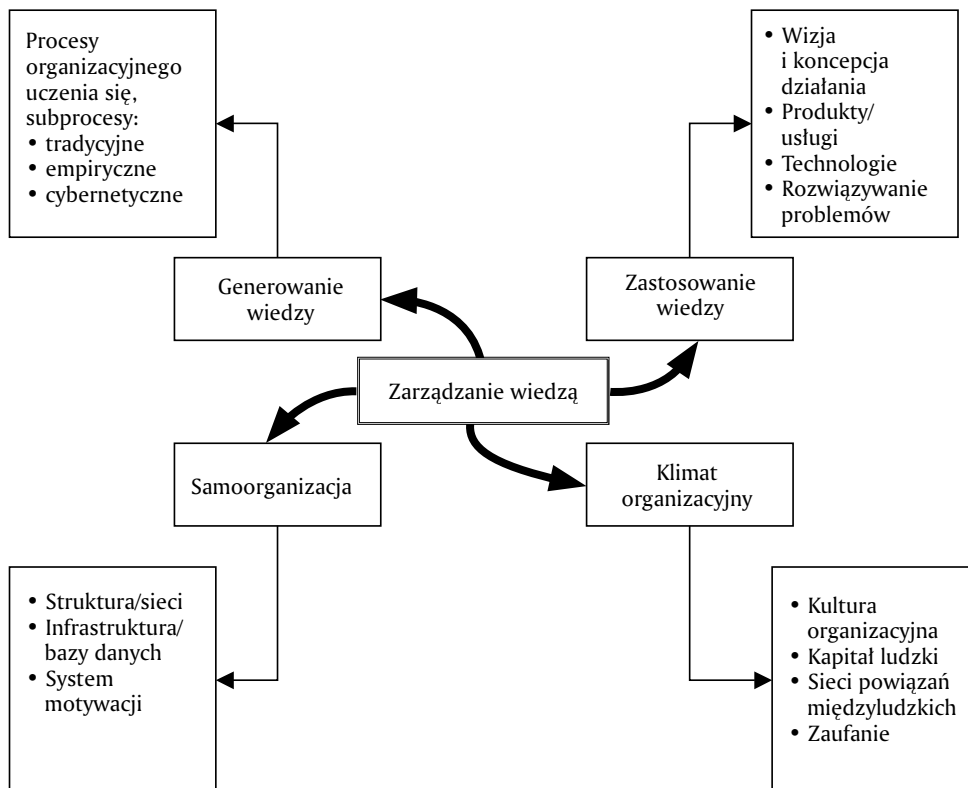 Procesy
organizacyjnego
uczenia się,
subprocesy:
• tradycyjne
• empiryczne
• cybernetyczne
• Wizja
i koncepcja
działania
• Produkty/
usługi
• Technologie
• Rozwiązywanie
problemów
Generowanie
wiedzy
Zastosowanie
wiedzy
Zarządzanie wiedzą
Samoorganizacja
Klimat
organizacyjny
• Struktura/sieci
• Infrastruktura/
bazy danych
• System
motywacji
• Kultura
organizacyjna
• Kapitał ludzki
• Sieci powiązań
międzyludzkich
• Zaufanie